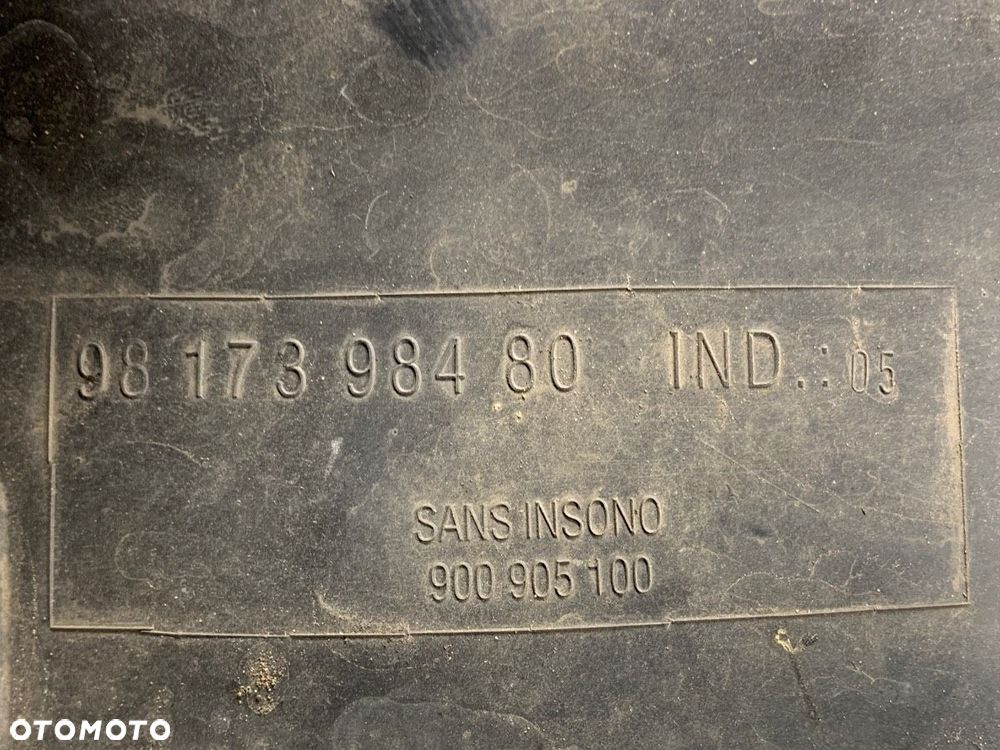 98 173 984 80 IND.: 05
SANS INSONO
900 905 100
OTOMOTO